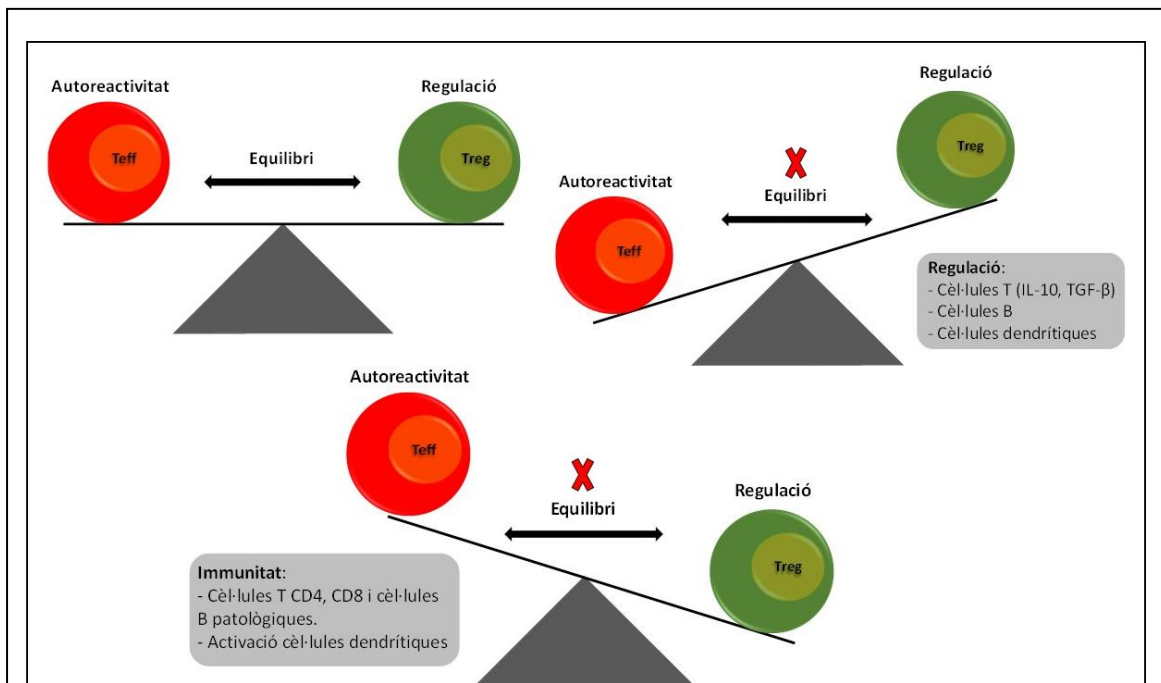 Autoreactivitat
Teff
Equilibri
Regulació
Treg
Autoreactivitat
Teff
Equilibri
Regulació
Treg
Regulació:
- Cèl·lules T (IL-10, TGF-β)
- Cèl·lules B
- Cèl·lules dendrítiques
Autoreactivitat
Teff
Equilibri
Regulació
Treg
Immunitat:
- Cèl·lules T CD4, CD8 i cèl·lules
B patològiques.
- Activació cèl·lules dendrítiques